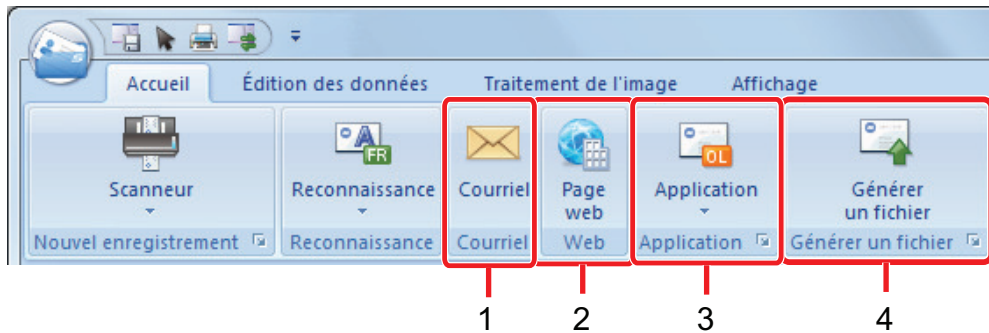 Accueil Édition des données Traitement de l'image Affichage
FR OL
Scanneur Reconnaissance Courriel Page Application Générer
web un fichier
Nouvel enregistrement Reconnaissance Courriel Web Application Générer un fichier
1 2 3 4